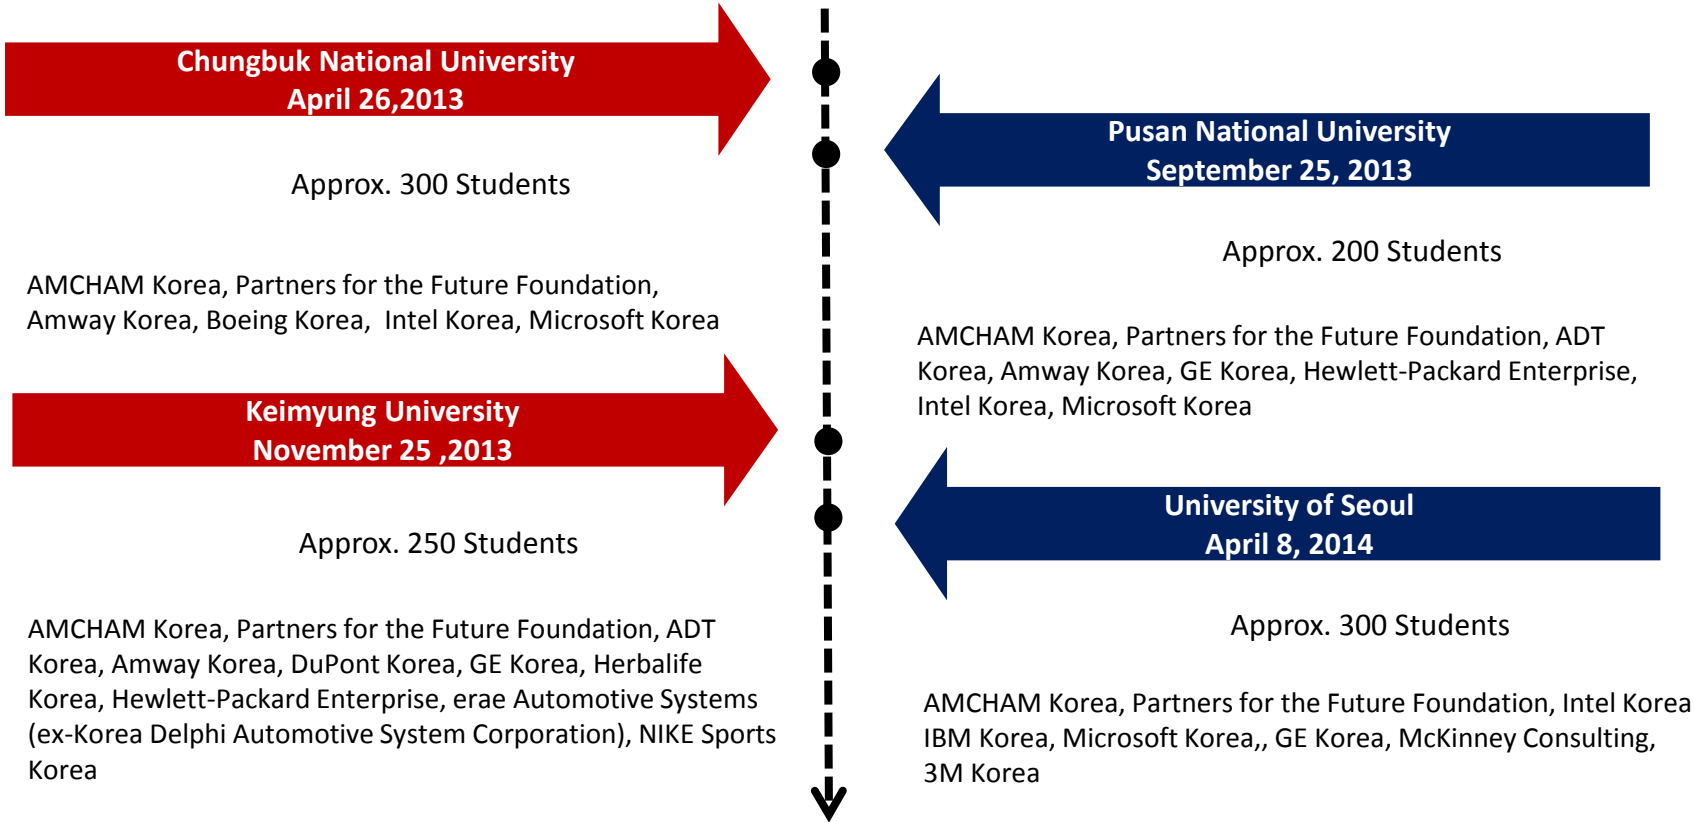 Chungbuk National University
April 26,2013
Approx. 300 Students
AMCHAM Korea, Partners for the Future Foundation,
Amway Korea, Boeing Korea,  Intel Korea, Microsoft Korea
Pusan National University
September 25, 2013
Approx. 200 Students
AMCHAM Korea, Partners for the Future Foundation, ADT
Korea, Amway Korea, GE Korea, Hewlett-Packard Enterprise,
Intel Korea, Microsoft Korea
Keimyung University
November 25 ,2013
Approx. 250 Students
AMCHAM Korea, Partners for the Future Foundation, ADT
Korea, Amway Korea, DuPont Korea, GE Korea, Herbalife
Korea, Hewlett-Packard Enterprise, erae Automotive Systems
(ex-Korea Delphi Automotive System Corporation), NIKE Sports
Korea
University of Seoul
April 8, 2014
Approx. 300 Students
AMCHAM Korea, Partners for the Future Foundation, Intel Korea
IBM Korea, Microsoft Korea,, GE Korea, McKinney Consulting,
3M Korea